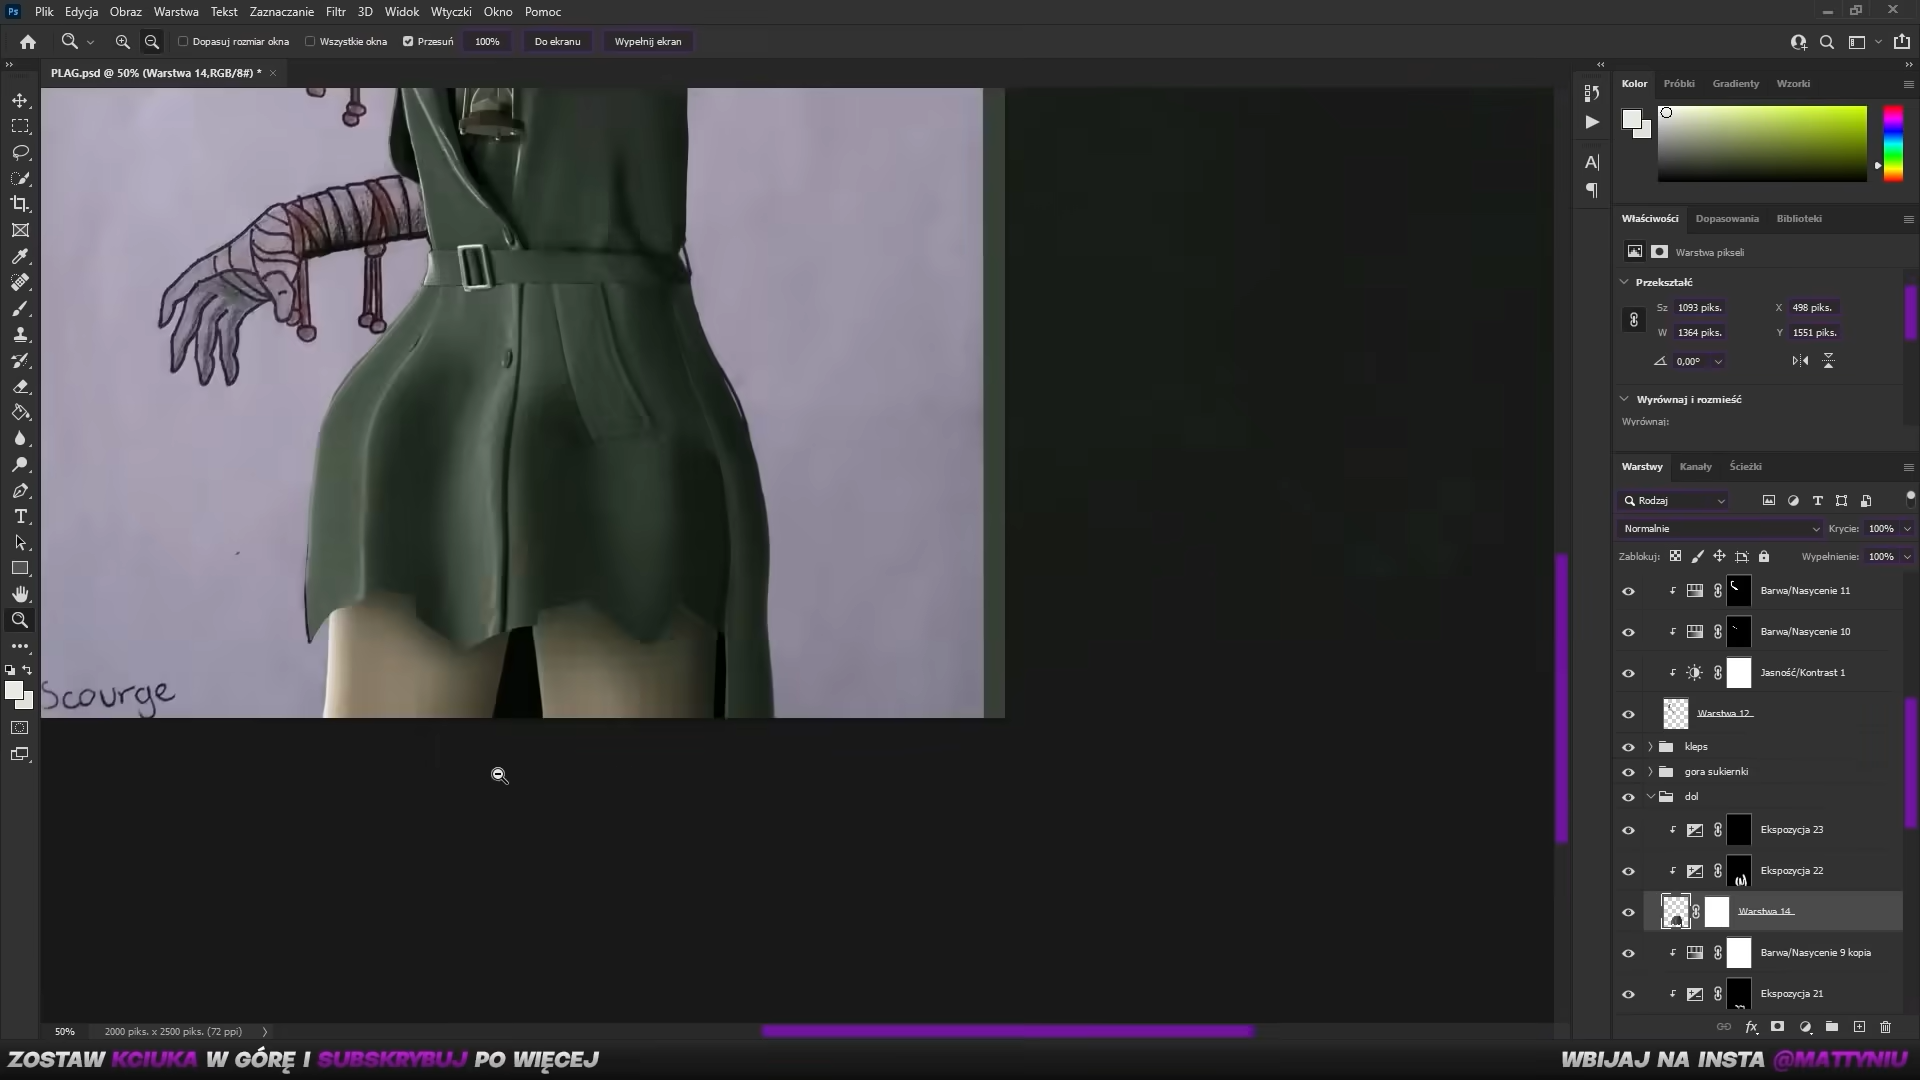 Ps Plik Edycja Obraz Warstwa Tekst Zaznaczanie Filtr 3D Widok Wtyczki Okno Pomoc
Dopasuj rozmiar okna Wszystkie okna Przesuń 100% Do ekranu Wypełnij ekran
PLAG.psd @ 50% (Warstwa 14,RGB/8#) *
Kolor Próbki Gradienty Wzorki
Właściwości Dopasowania Biblioteki
Warstwa pikseli
Przekształć
Sz 1093 piks. X 498 piks.
W 1364 piks. Y 1551 piks.
0,00°
Wyrównaj i rozmieść
Wyrównaj:
Warstwy Kanały Ścieżki
Rodzaj
Normalnie Krycie: 100%
Zablokuj: Wypełnienie: 100%
Barwa/Nasycenie 11
Barwa/Nasycenie 10
Jasność/Kontrast 1
Warstwa 12
kleps
gora sukiernki
dol
Ekspozycja 23
Ekspozycja 22
Warstwa 14
Barwa/Nasycenie 9 kopia
Ekspozycja 21
Scourge
50% 2000 piks. x 2500 piks. (72 ppi)
ZOSTAW KCIUKA W GÓRĘ I SUBSKRYBUJ PO WIĘCEJ
WBIJAJ NA INSTA @MATTYNIU